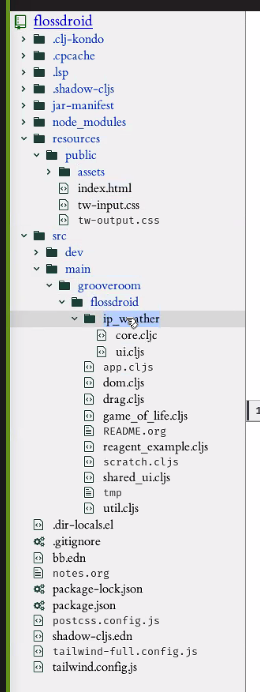 flossdroid
.clj-kondo
.cpcache
.lsp
.shadow-cljs
jar-manifest
node_modules
resources
public
assets
index.html
tw-input.css
tw-output.css
src
dev
main
grooveroom
flossdroid
ip_weather
core.cljc
ui.cljs
app.cljs
dom.cljs
drag.cljs
game_of_life.cljs
README.org
reagent_example.cljs
scratch.cljs
shared_ui.cljs
tmp
util.cljs
.dir-locals.el
.gitignore
bb.edn
notes.org
package-lock.json
package.json
postcss.config.js
shadow-cljs.edn
tailwind-full.config.js
tailwind.config.js
1